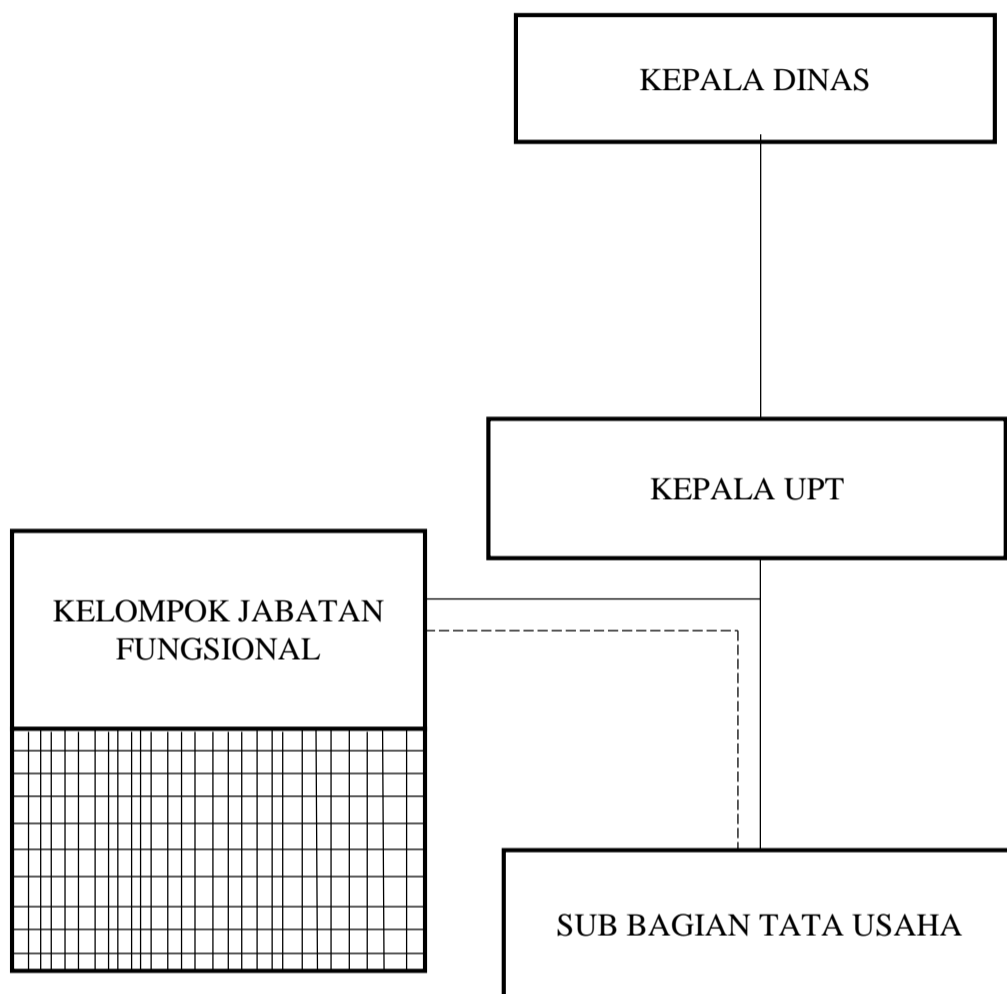 KEPALA DINAS
KEPALA UPT
KELOMPOK JABATAN
FUNGSIONAL
SUB BAGIAN TATA USAHA